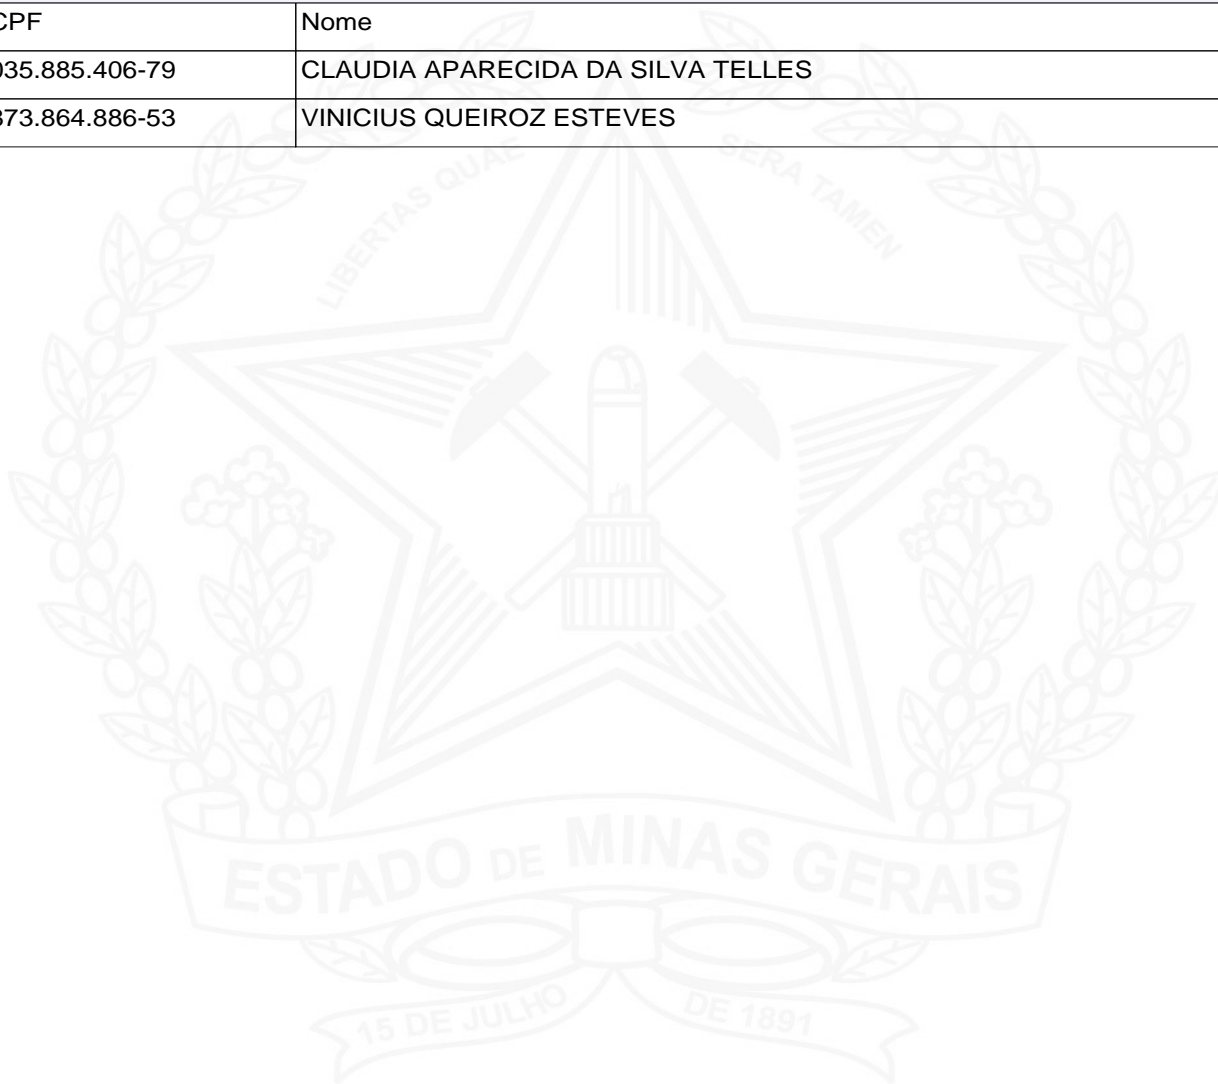 CPF Nome
035.885.406-79 CLAUDIA APARECIDA DA SILVA TELLES
873.864.886-53 VINICIUS QUEIROZ ESTEVES
LIBERTAS QUAE SERA TAMEN
ESTADO DE MINAS GERAIS
15 DE JULHO DE 1891